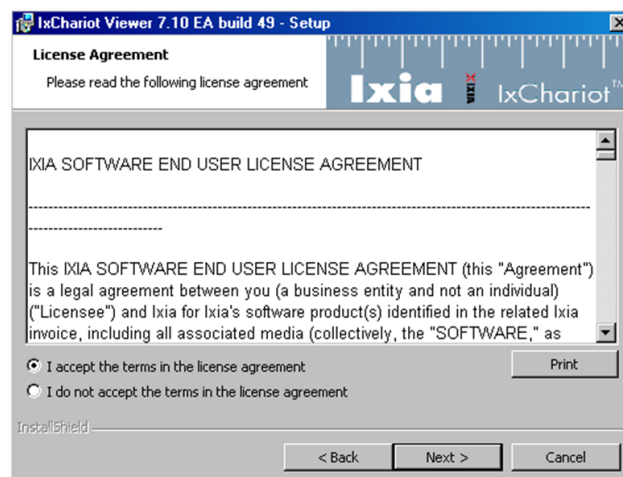 IxChariot Viewer 7.10 EA build 49 - Setup
License Agreement
Please read the following license agreement
Ixia IXIA IxChariot™
IXIA SOFTWARE END USER LICENSE AGREEMENT
------------------------------------------------------------------------------------------------------------------
---------------------------
This IXIA SOFTWARE END USER LICENSE AGREEMENT (this "Agreement")
is a legal agreement between you (a business entity and not an individual)
("Licensee") and Ixia for Ixia's software product(s) identified in the related Ixia
invoice, including all associated media (collectively, the "SOFTWARE," as
I accept the terms in the license agreement
Print
I do not accept the terms in the license agreement
InstallShield
< Back Next > Cancel